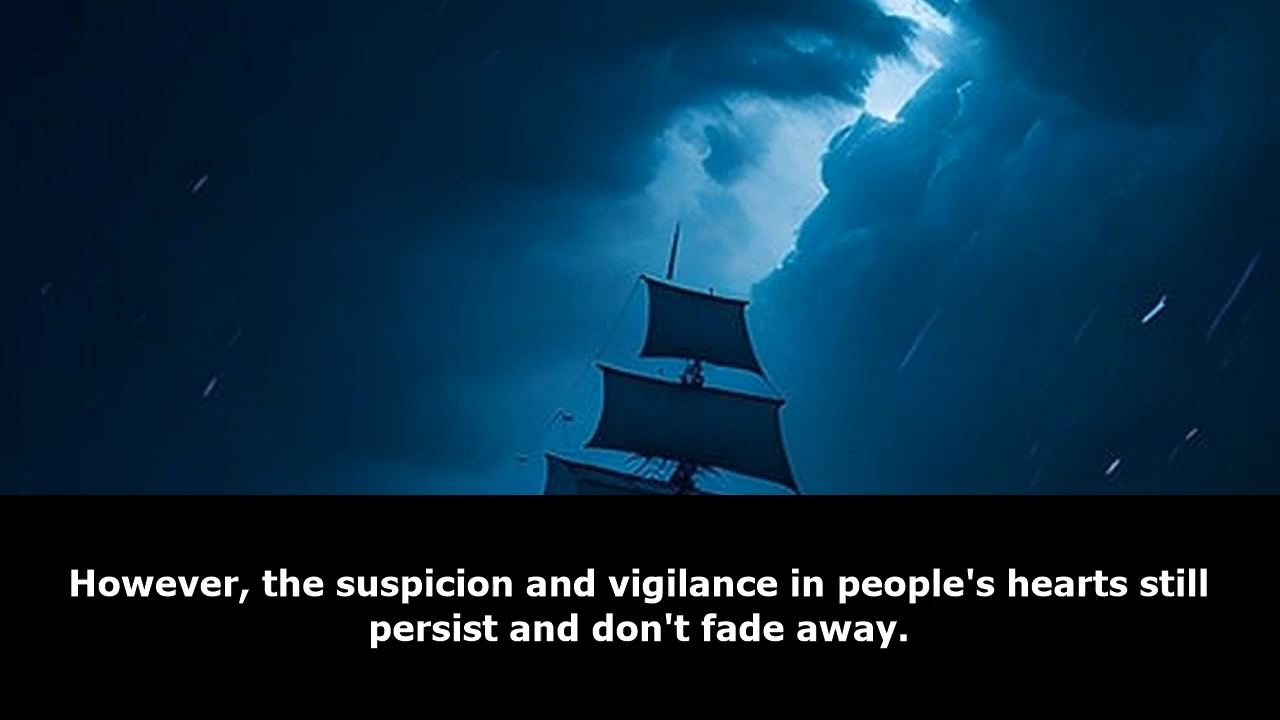 However, the suspicion and vigilance in people's hearts still
persist and don't fade away.